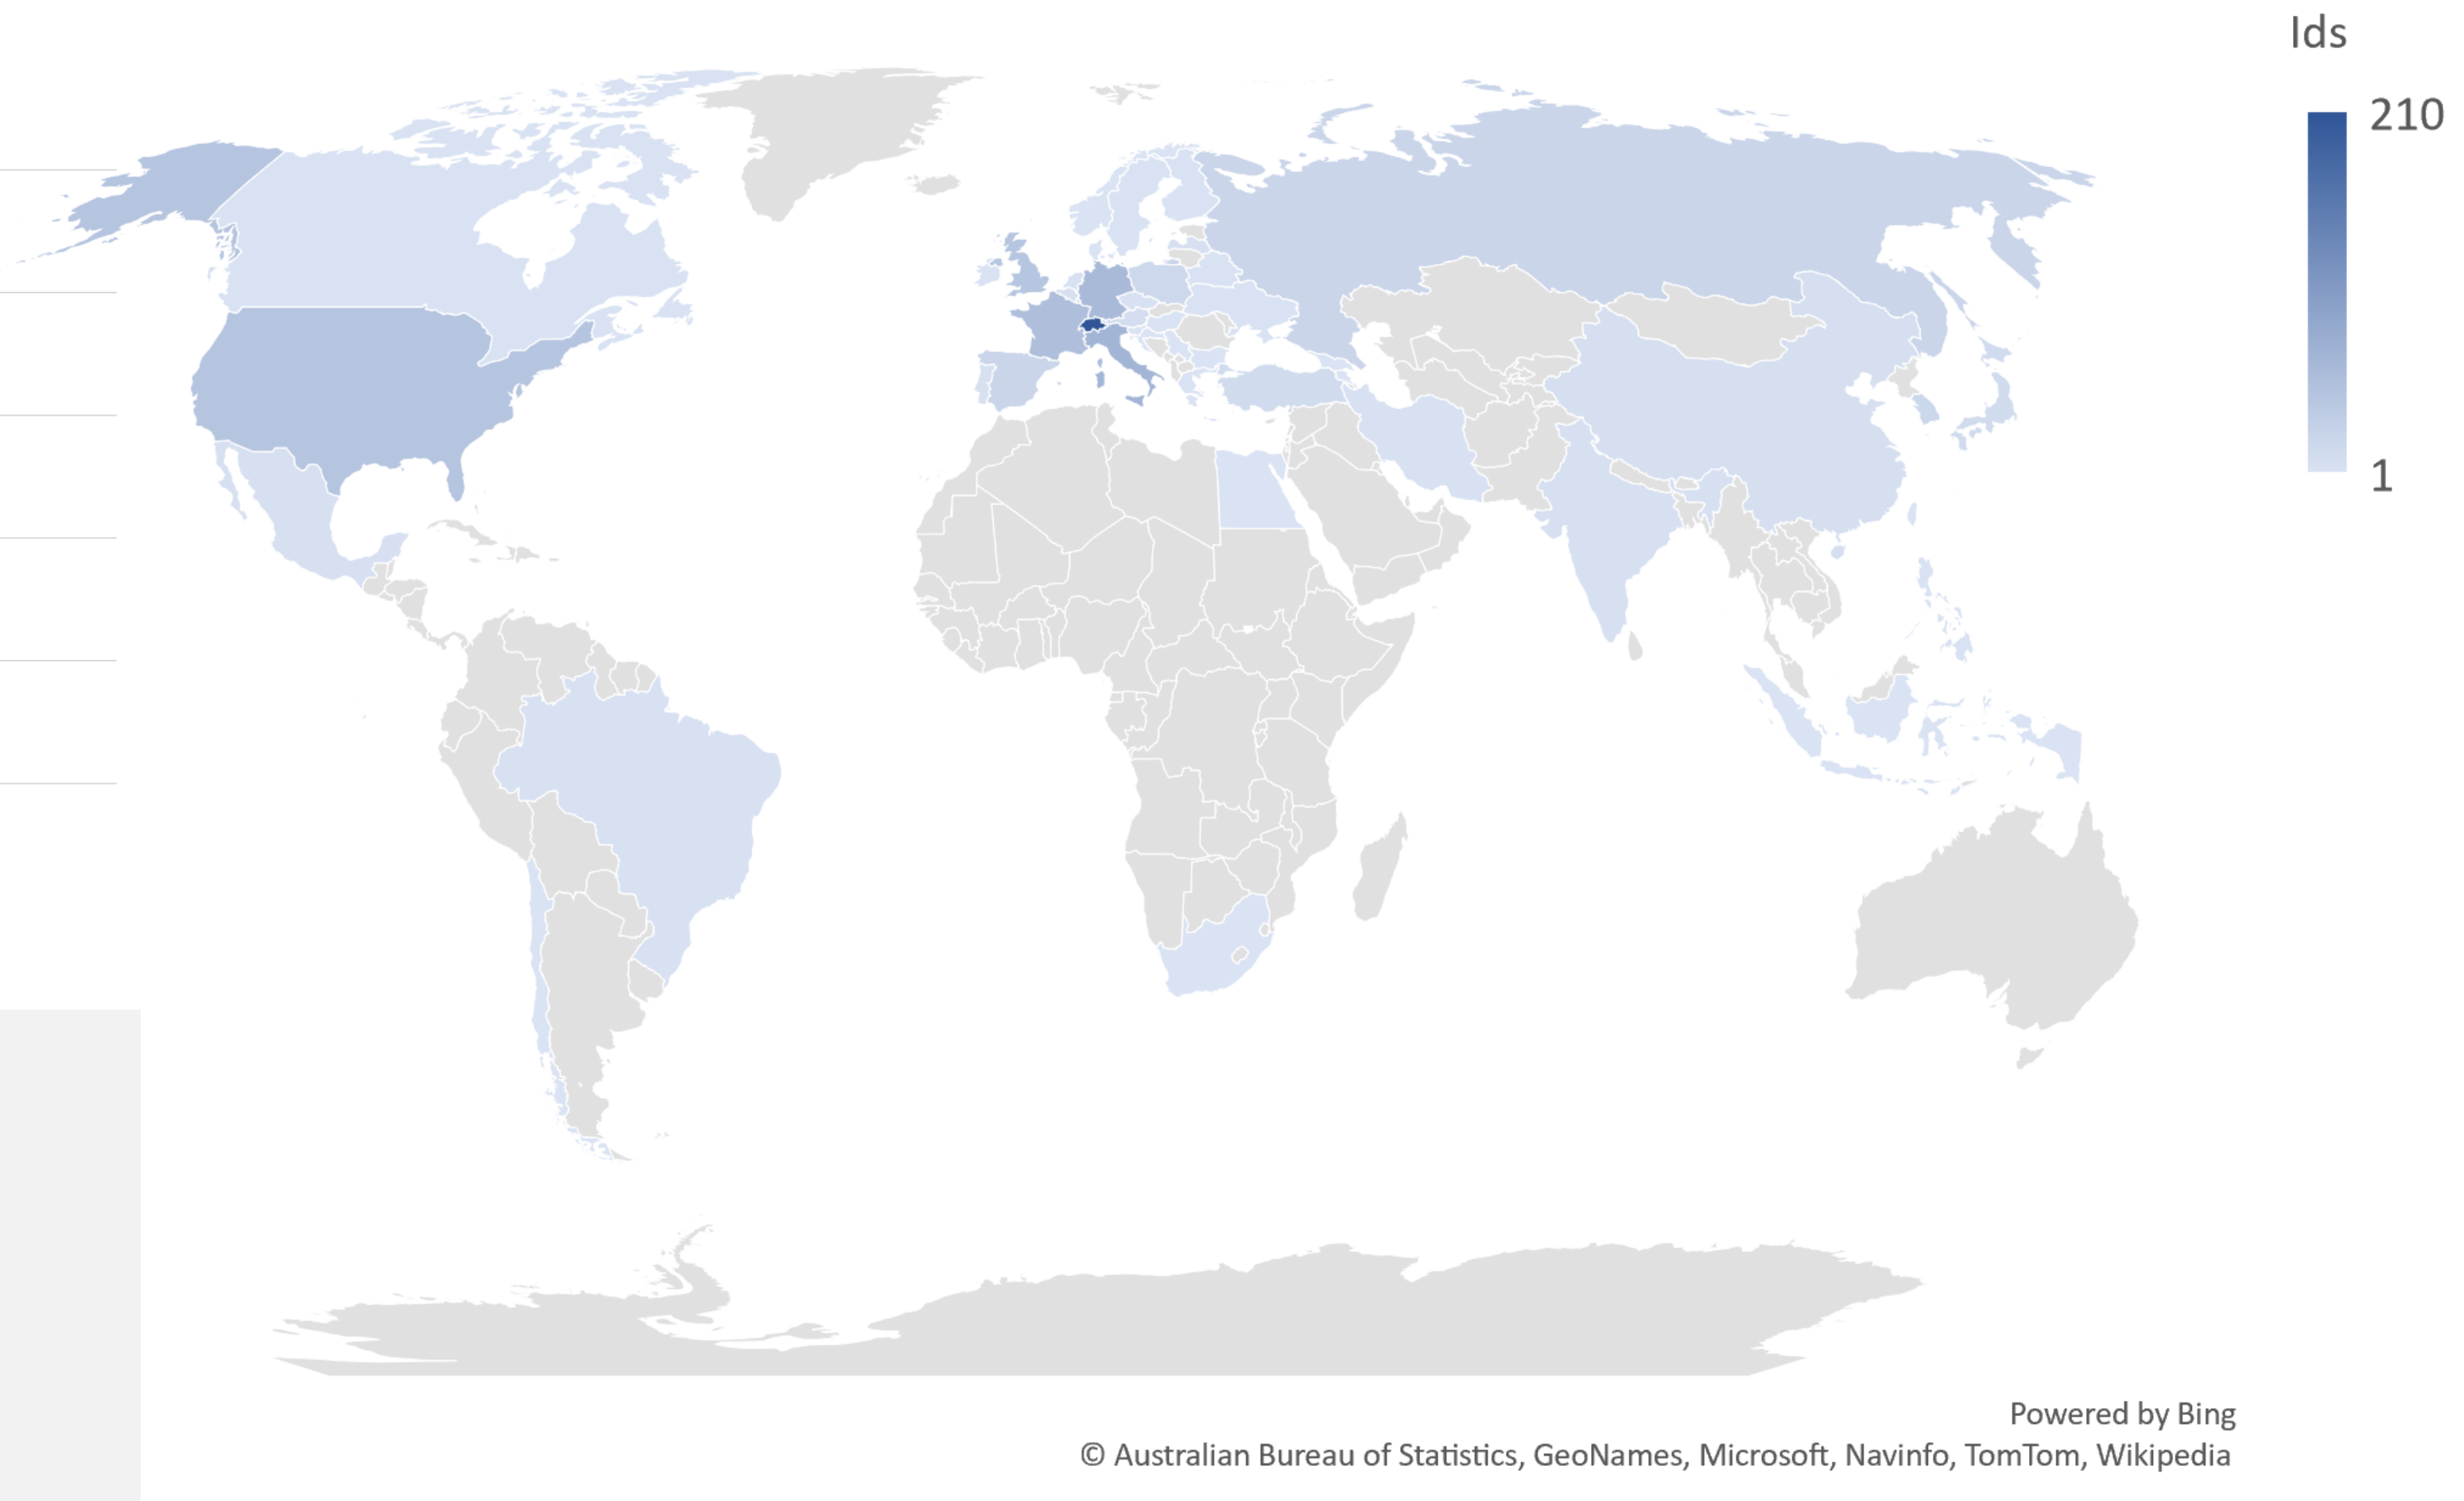 Ids
210
1
Powered by Bing
© Australian Bureau of Statistics, GeoNames, Microsoft, Navinfo, TomTom, Wikipedia